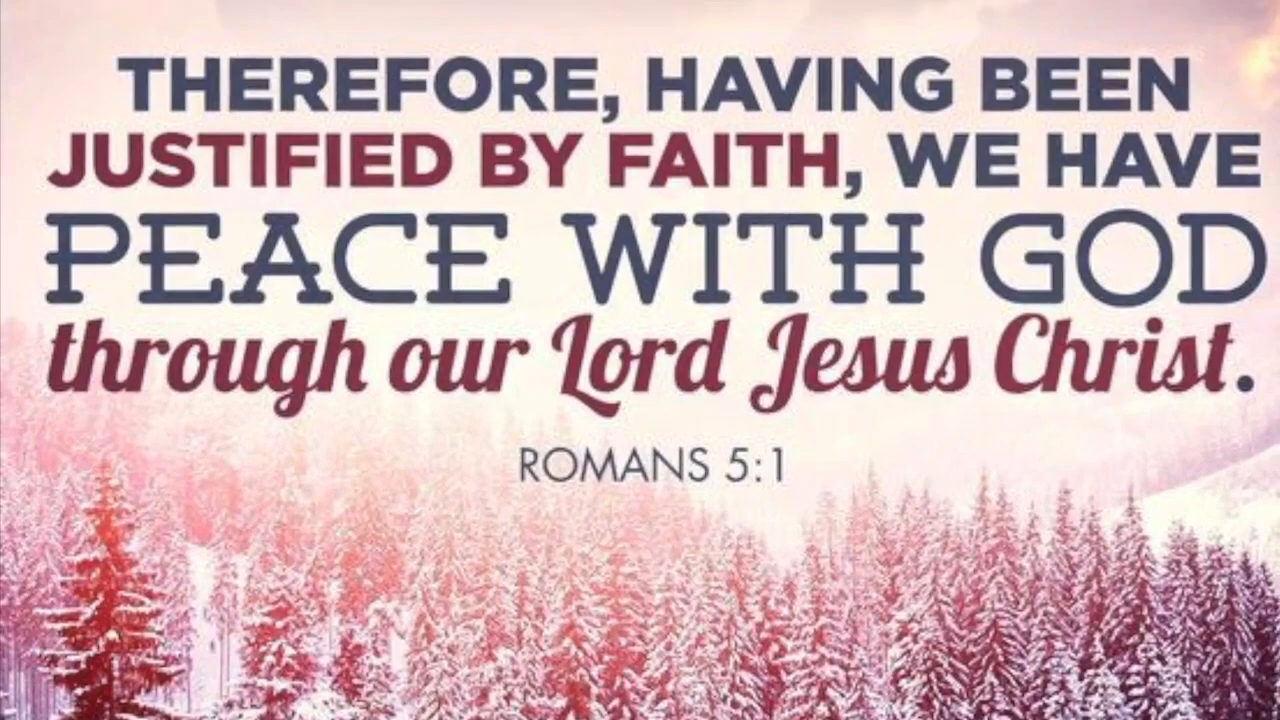 THEREFORE, HAVING BEEN
JUSTIFIED BY FAITH, WE HAVE
PEACE WITH GOD
through our Lord Jesus Christ.
ROMANS 5:1